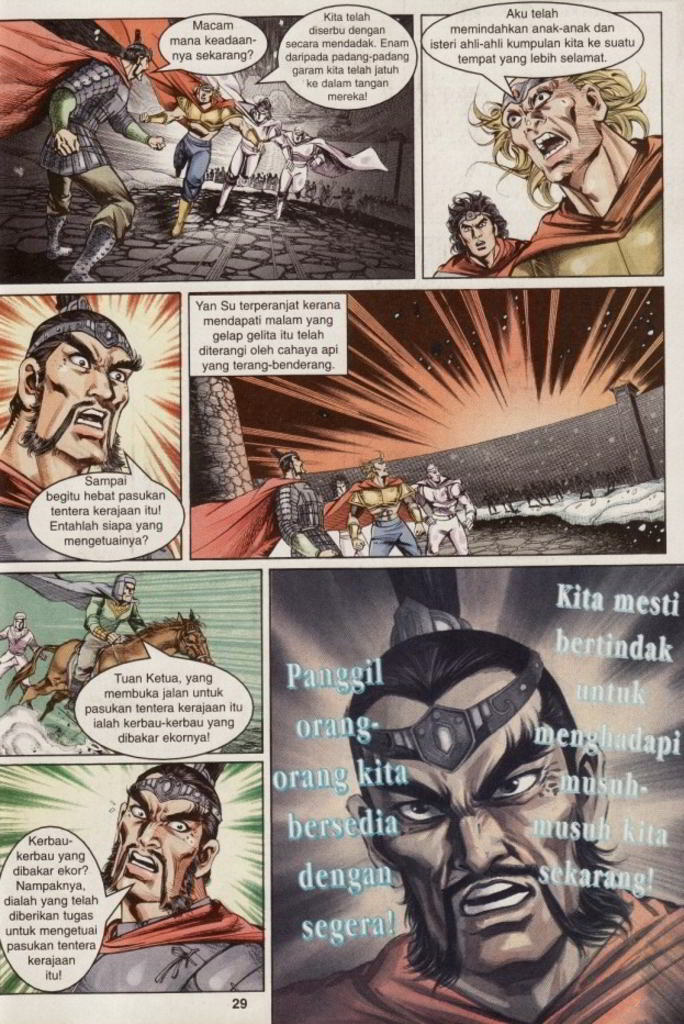 Macam
mana keadaan-
nya sekarang?
Kita telah
diserbu dengan
secara mendadak. Enam
daripada padang-padang
garam kita telah jatuh
ke dalam tangan
mereka!
Aku telah
memindahkan anak-anak dan
isteri ahli-ahli kumpulan kita ke suatu
tempat yang lebih selamat.
Sampai
begitu hebat pasukan
tentera kerajaan itu!
Entahlah siapa yang
mengetuainya?
Yan Su terperanjat kerana
mendapati malam yang
gelap gelita itu telah
diterangi oleh cahaya api
yang terang-benderang.
Tuan Ketua, yang
membuka jalan untuk
pasukan tentera kerajaan itu
ialah kerbau-kerbau yang
dibakar ekornya!
Kerbau-
kerbau yang
dibakar ekor?
Nampaknya,
dialah yang telah
diberikan tugas
untuk mengetuai
pasukan tentera
kerajaan
itu!
Panggil
orang-
orang kita
bersedia
dengan
segera!
Kita mesti
bertindak
untuk
menghadapi
musuh-
musuh kita
sekarang!
29